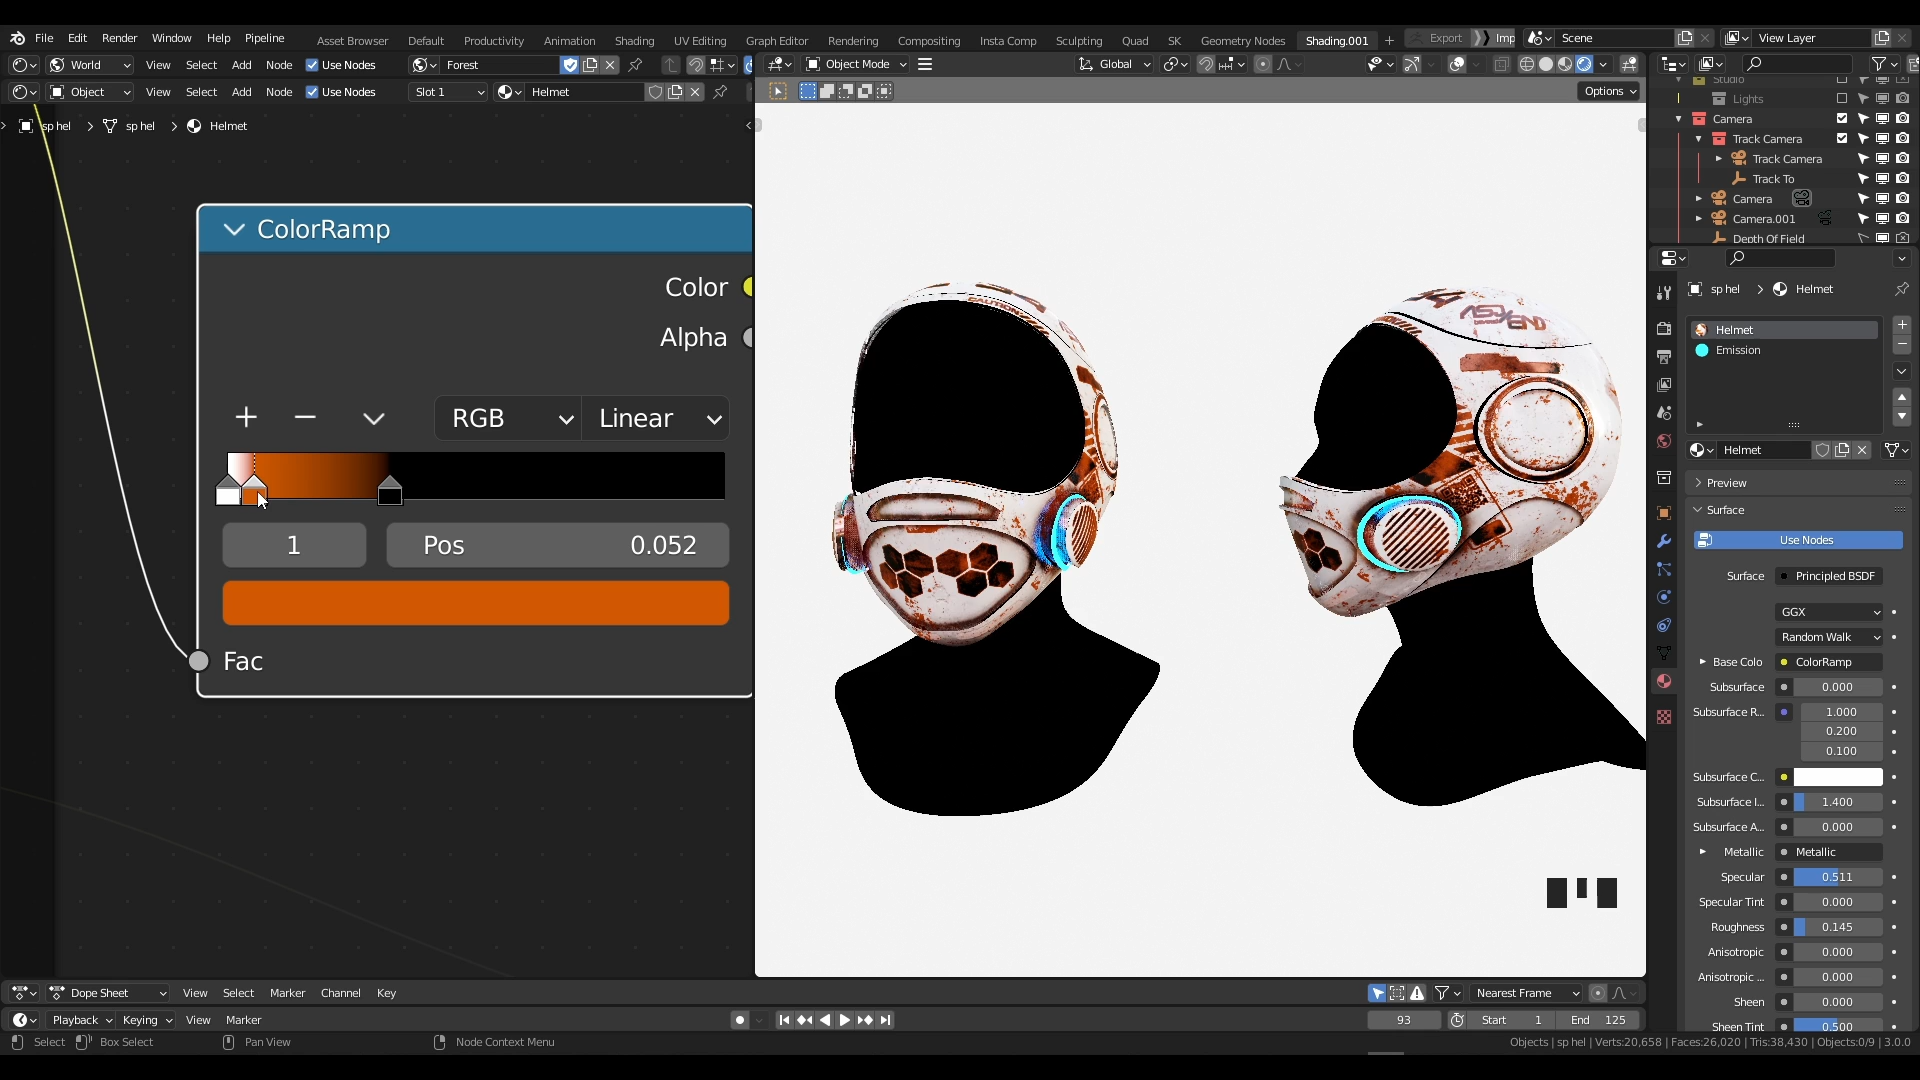 File Edit Render Window Help Pipeline Asset Browser Default Productivity Animation Shading UV Editing Graph Editor Rendering Compositing Insta Comp Sculpting Quad SK Geometry Nodes Shading.001 + Export Imp Scene View Layer
World View Select Add Node Use Nodes Forest Object Mode Global
Object View Select Add Node Use Nodes Slot 1 Helmet Options
sp hel > sp hel > Helmet
ColorRamp
Color
Alpha
RGB Linear
1 Pos 0.052
Fac
CAUTION
Studio
Lights
Camera
Track Camera
Track Camera
Track To
Camera
Camera.001
Depth Of Field
sp hel > Helmet
Helmet
Emission
Helmet
Preview
Surface
Use Nodes
Surface Principled BSDF
GGX
Random Walk
Base Colo ColorRamp
Subsurface 0.000
Subsurface R... 1.000
0.200
0.100
Subsurface C...
Subsurface I... 1.400
Subsurface A... 0.000
Metallic Metallic
Specular 0.511
Specular Tint 0.000
Roughness 0.145
Anisotropic 0.000
Anisotropic ... 0.000
Sheen 0.000
Sheen Tint 0.500
Dope Sheet View Select Marker Channel Key Nearest Frame
Playback Keying View Marker 93 Start 1 End 125
Select Box Select Pan View Node Context Menu Objects | sp hel | Verts:20,658 | Faces:26,020 | Tris:38,430 | Objects:0/9 | 3.0.0